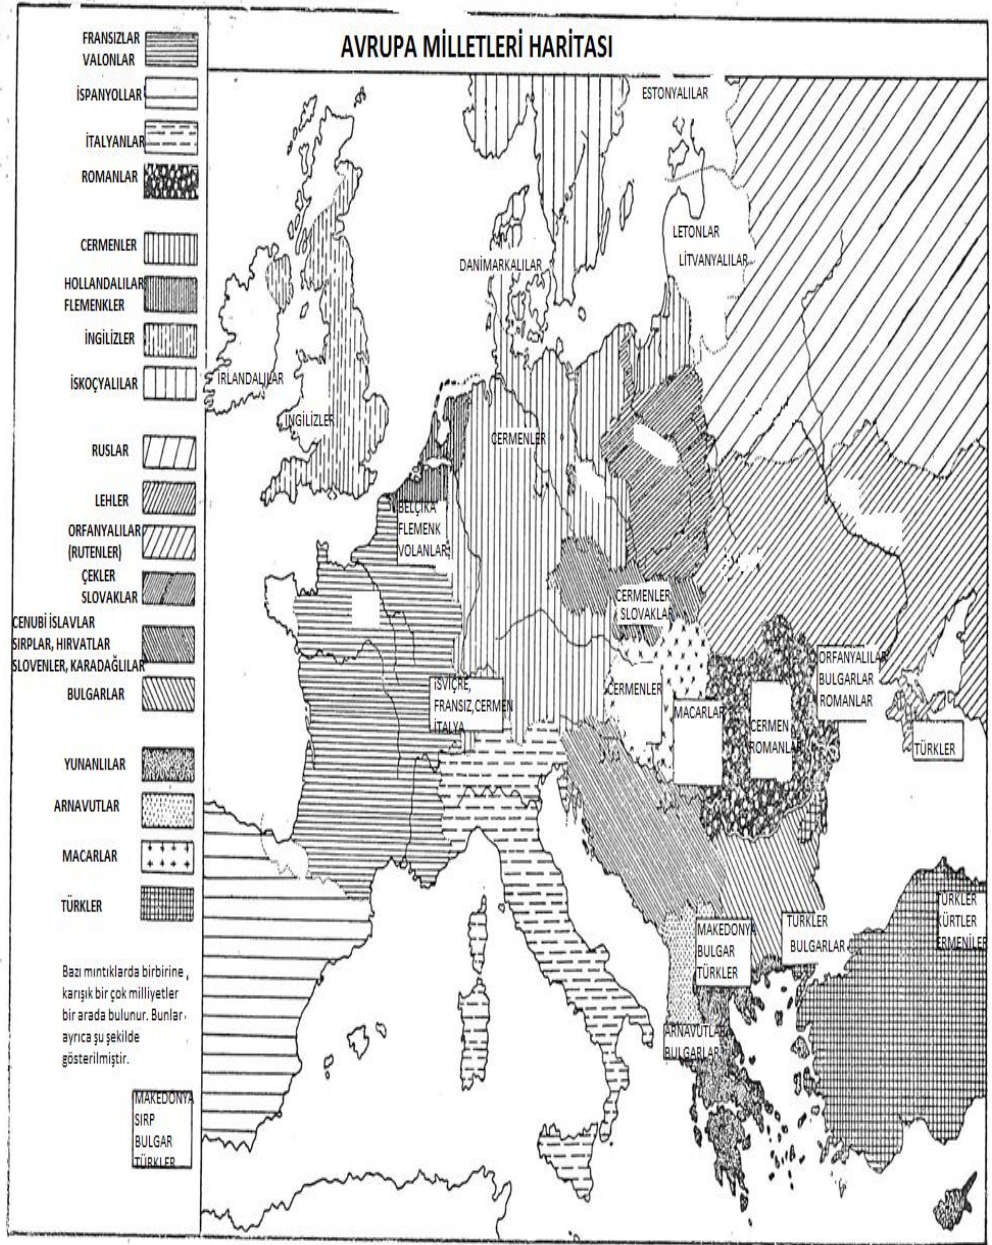 AVRUPA MİLLETLERİ HARİTASI
FRANSIZLAR
VALONLAR
İSPANYOLLAR
İTALYANLAR
ROMANLAR
CERMENLER
HOLLANDALILAR
FLEMENKLER
İNGİLİZLER
İSKOÇYALILAR
RUSLAR
LEHLER
ORFANYALILAR
(RUTENLER)
ÇEKLER
SLOVAKLAR
CENUBİ İSLAVLAR
SIRPLAR, HIRVATLAR
SLOVENLER, KARADAĞLILAR
BULGARLAR
YUNANLILAR
ARNAVUTLAR
MACARLAR
TÜRKLER
Bazı mıntıklarda birbirine
karışık bir çok milliyetler
bir arada bulunur. Bunlar
ayrıca şu şekilde
gösterilmiştir.
MAKEDONYA
SIRP
BULGAR
TÜRKLER
ESTONYALILAR
LETONLAR
LİTVANYALILAR
DANİMARKALILAR
İRLANDALILAR
İNGİLİZLER
CERMENLER
BELÇİKA
FLEMENK
VOLANLAR
CERMENLER
SLOVAKLAR
İSVİÇRE,
FRANSIZ,CERMEN
İTALYA
CERMENLER
MACARLAR
CERMEN
ROMANLAR
ORFANYALILAR
BULGARLAR
ROMANLAR
TÜRKLER
MAKEDONYA
BULGAR
TÜRKLER
TÜRKLER
BULGARLAR
TÜRKLER
KÜRTLER
ERMENİLER
ARNAVUTLAR
BULGARLAR